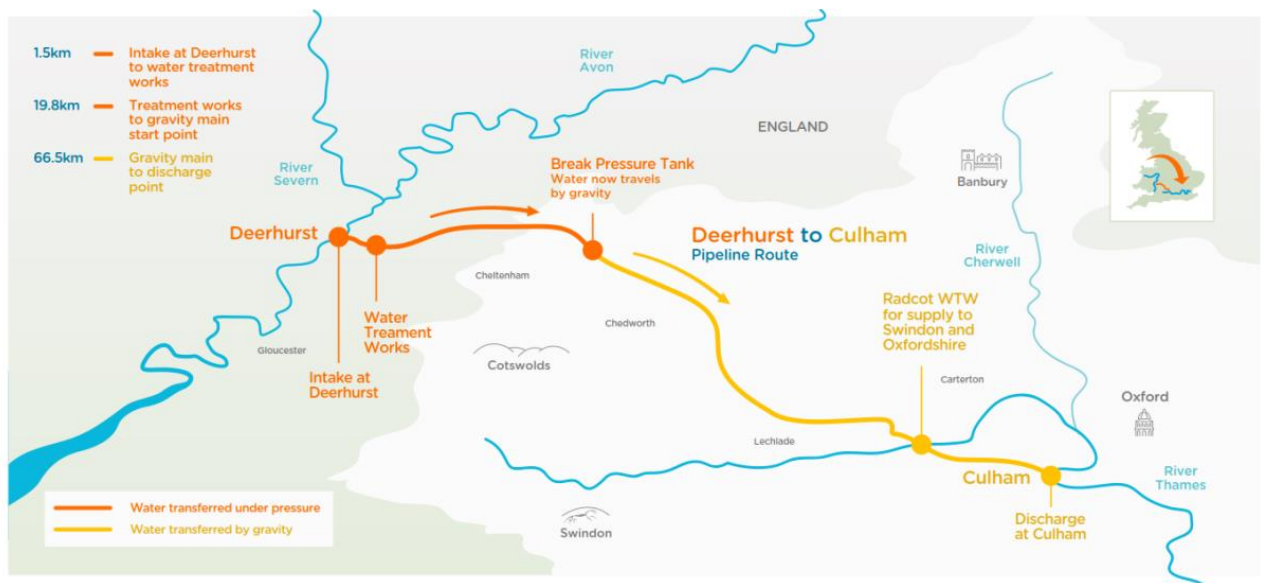 1.5km
Intake at Deerhurst
to water treatment
works
19.8km
Treatment works
to gravity main
start point
66.5km
Gravity main
to discharge
point
River
Severn
River
Avon
ENGLAND
Banbury
River
Cherwell
Break Pressure Tank
Water now travels
by gravity
Deerhurst
Deerhurst to Culham
Pipeline Route
Cheltenham
Chedworth
Water
Treament
Works
Gloucester
Intake at
Deerhurst
Cotswolds
Radcot WTW
for supply to
Swindon and
Oxfordshire
Carterton
Oxford
Lechlade
Culham
River
Thames
Discharge
at Culham
Swindon
Water transferred under pressure
Water transferred by gravity